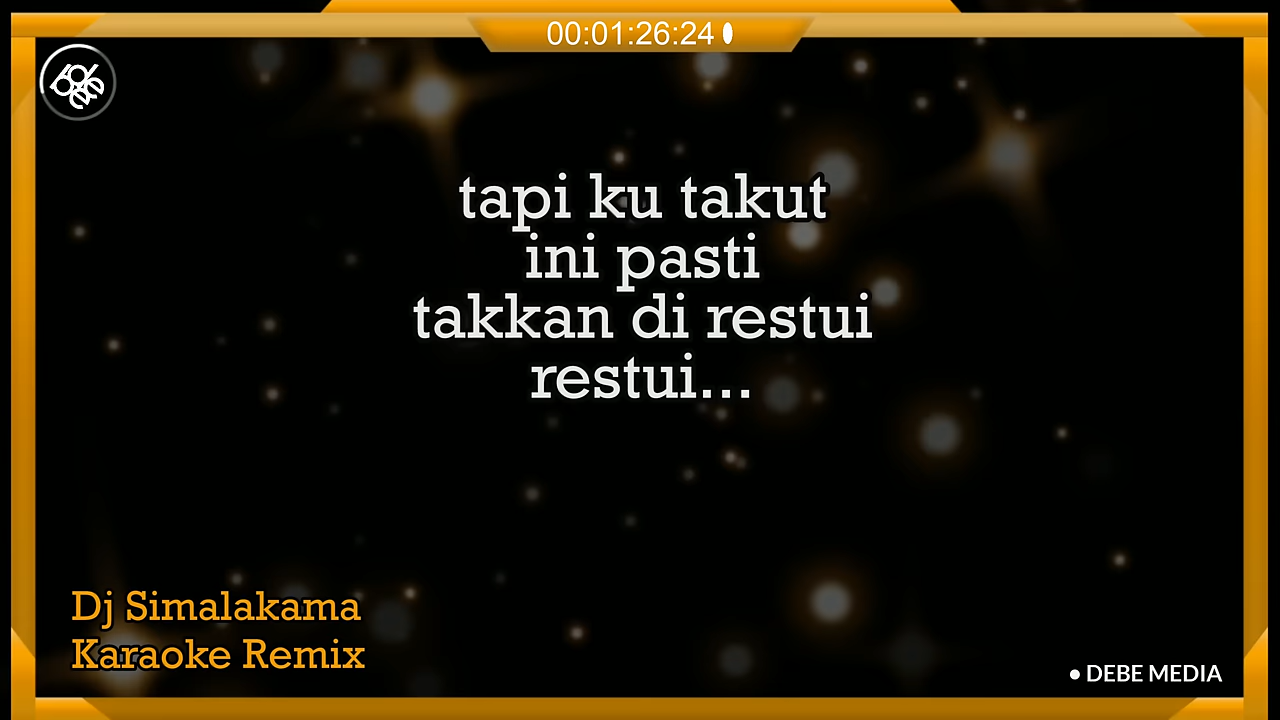 00:01:26:24
tapi ku takut
ini pasti
takkan di restui
restui...
Dj Simalakama
Karaoke Remix
• DEBE MEDIA